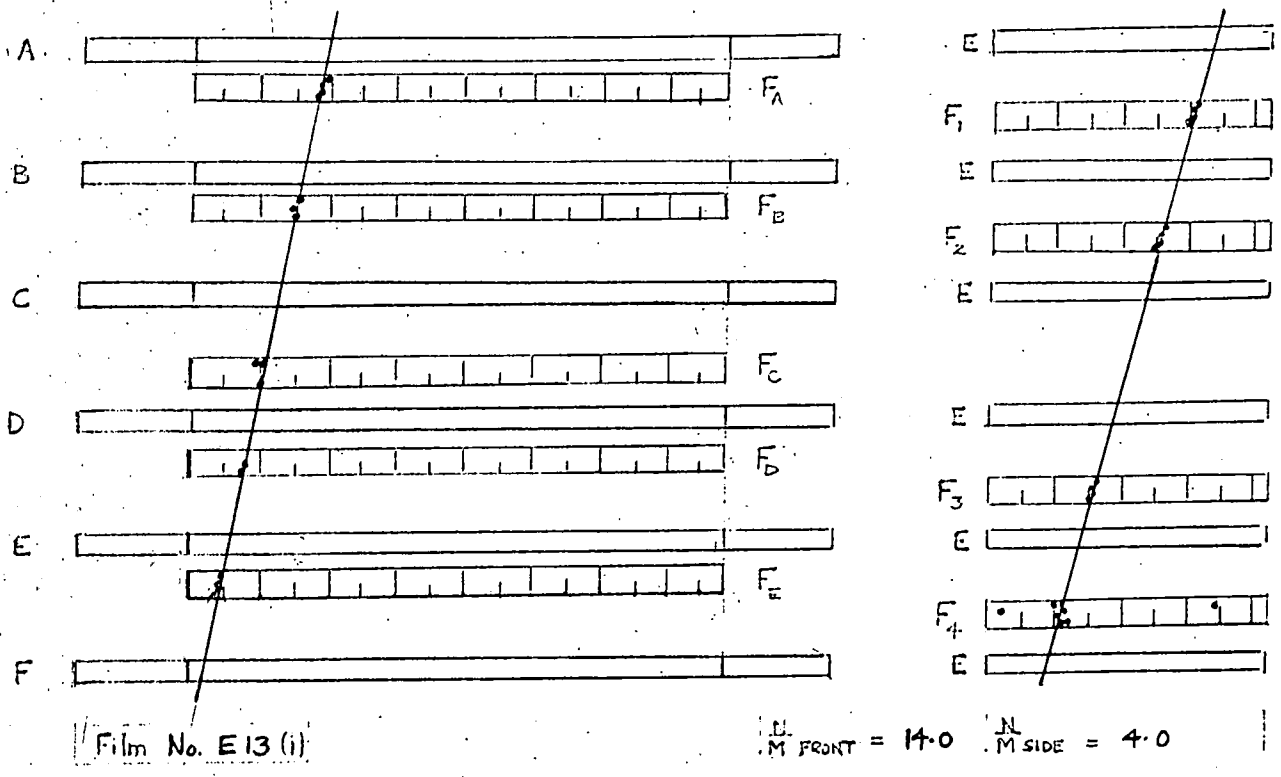 A.
E
F_A
F_1
B
E
F_B
F_2
C
E
F_C
D
E
F_D
F_3
E
E
F_E
F_4
F
E
Film No. E13 (i)
N/M FRONT = 14.0 N/M SIDE = 4.0